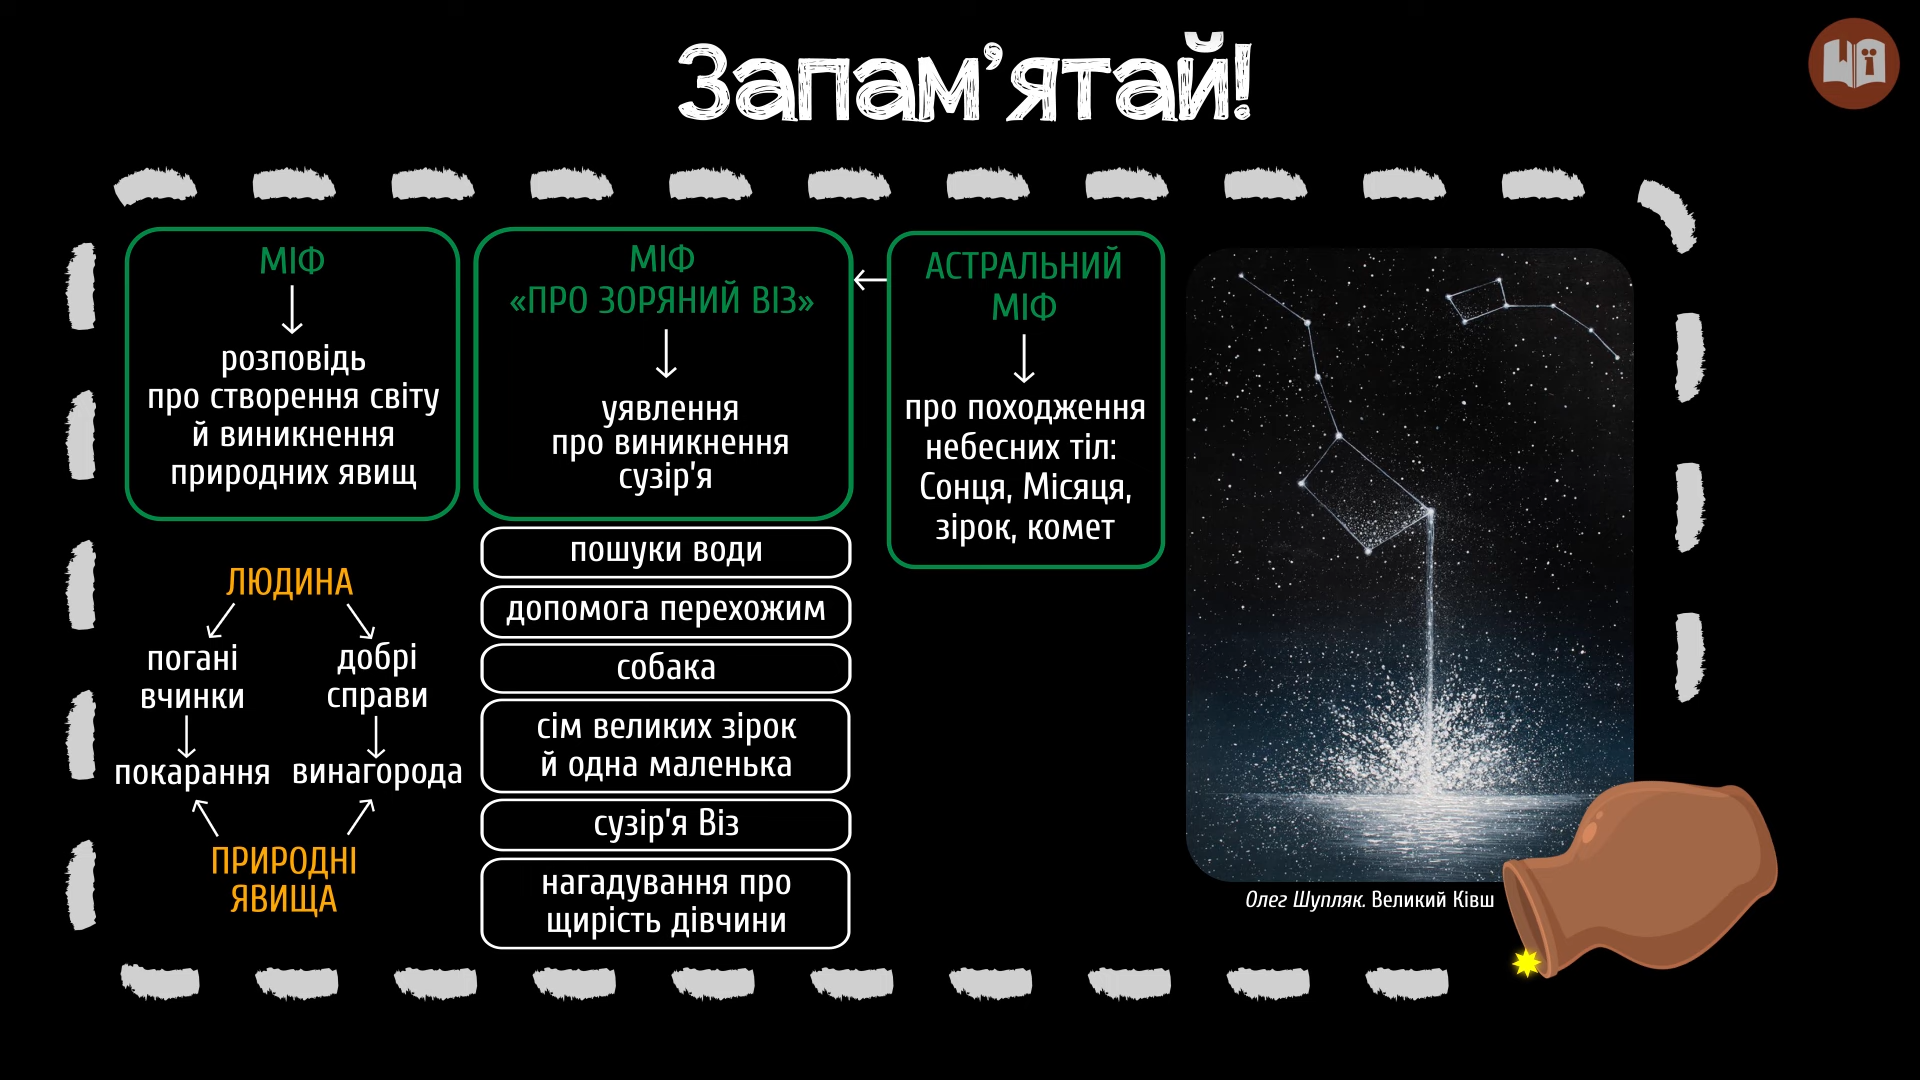 Запам’ятай!
МІФ
розповідь
про створення світу
й виникнення
природних явищ
ЛЮДИНА
погані
вчинки
добрі
справи
покарання
винагорода
ПРИРОДНІ
ЯВИЩА
МІФ
«ПРО ЗОРЯНИЙ ВІЗ»
уявлення
про виникнення
сузір'я
пошуки води
допомога перехожим
собака
сім великих зірок
й одна маленька
сузір'я Віз
нагадування про
щирість дівчини
АСТРАЛЬНИЙ
МІФ
про походження
небесних тіл:
Сонця, Місяця,
зірок, комет
Олег Шупляк. Великий Ківш